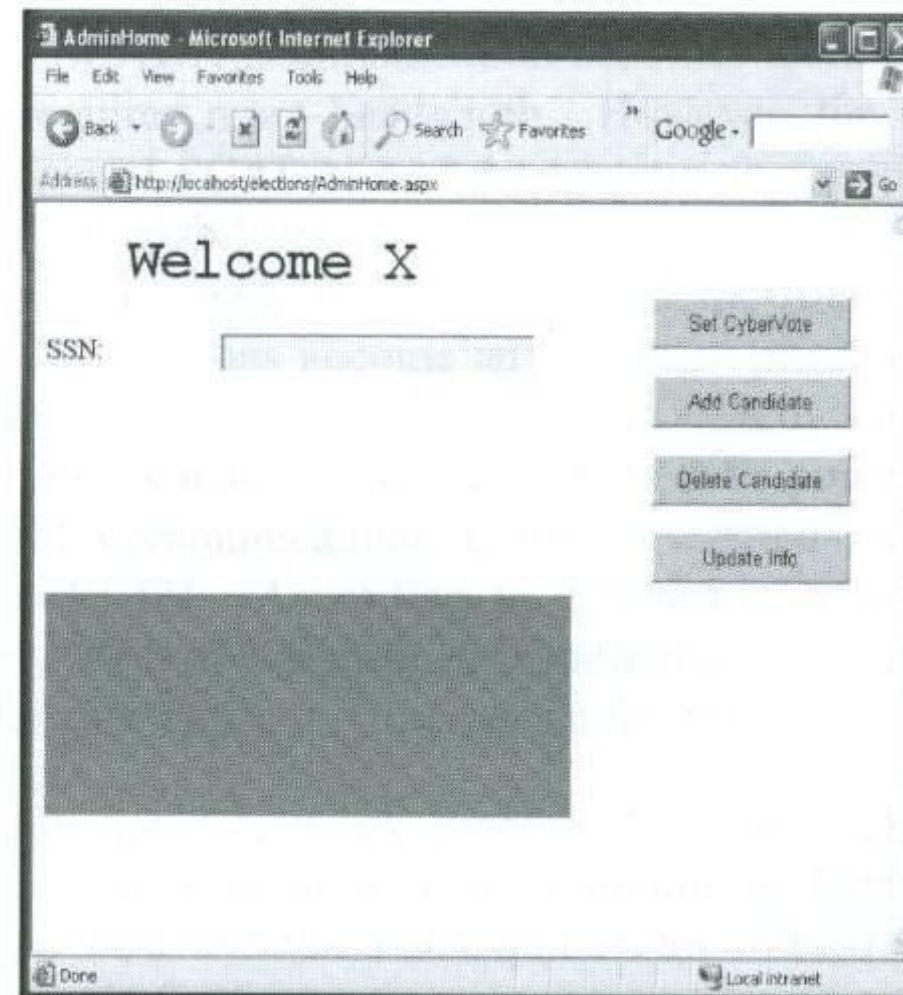 AdminHome - Microsoft Internet Explorer
File Edit View Favorites Tools Help
Back Search Favorites » Google -
Address http://localhost/elections/AdminHome.aspx Go
Welcome X
Set CyberVote
SSN:
Add Candidate
Delete Candidate
Update Info
Done Local intranet